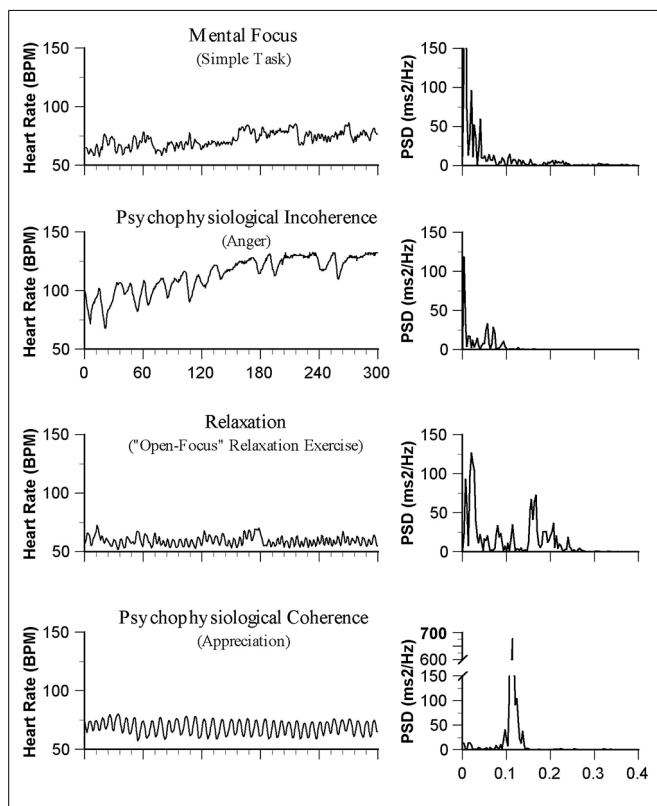 Mental Focus
(Simple Task)
Heart Rate (BPM)
150
100
50
PSD (ms2/Hz)
150
100
50
0
Psychophysiological Incoherence
(Anger)
Heart Rate (BPM)
150
100
50
0 60 120 180 240 300
PSD (ms2/Hz)
150
100
50
0
Relaxation
("Open-Focus" Relaxation Exercise)
Heart Rate (BPM)
150
100
50
PSD (ms2/Hz)
150
100
50
0
Psychophysiological Coherence
(Appreciation)
Heart Rate (BPM)
150
100
50
PSD (ms2/Hz)
700
600
150
100
50
0
0 0.1 0.2 0.3 0.4